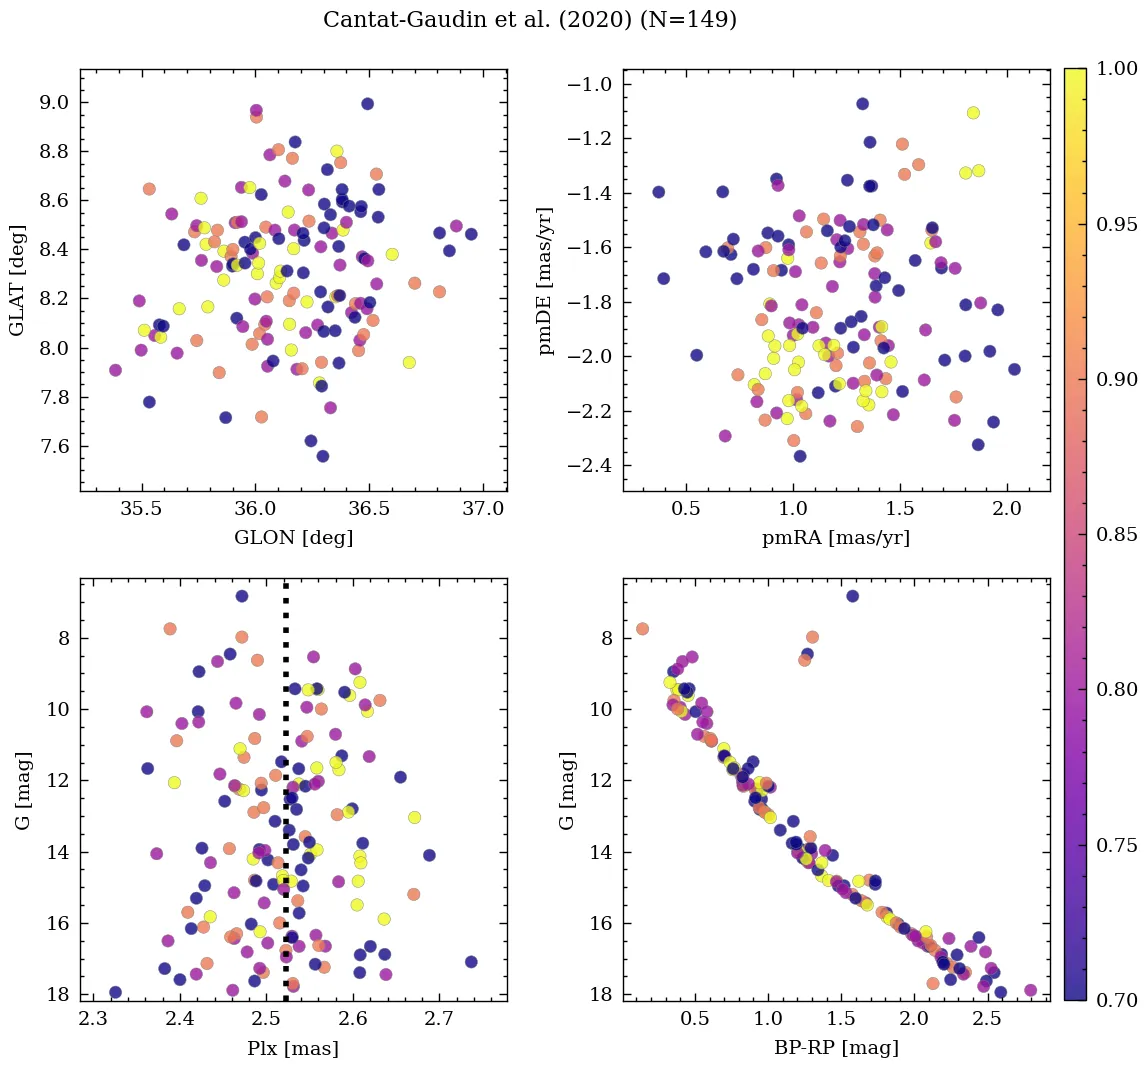 Cantat-Gaudin et al. (2020) (N=149)
9.0
8.8
8.6
8.4
8.2
8.0
7.8
7.6
GLAT [deg]
35.5 36.0 36.5 37.0
GLON [deg]
−1.0
−1.2
−1.4
−1.6
−1.8
−2.0
−2.2
−2.4
pmDE [mas/yr]
0.5 1.0 1.5 2.0
pmRA [mas/yr]
1.00
0.95
0.90
0.85
0.80
0.75
0.70
8
10
12
14
16
18
G [mag]
2.3 2.4 2.5 2.6 2.7
Plx [mas]
8
10
12
14
16
18
G [mag]
0.5 1.0 1.5 2.0 2.5
BP-RP [mag]